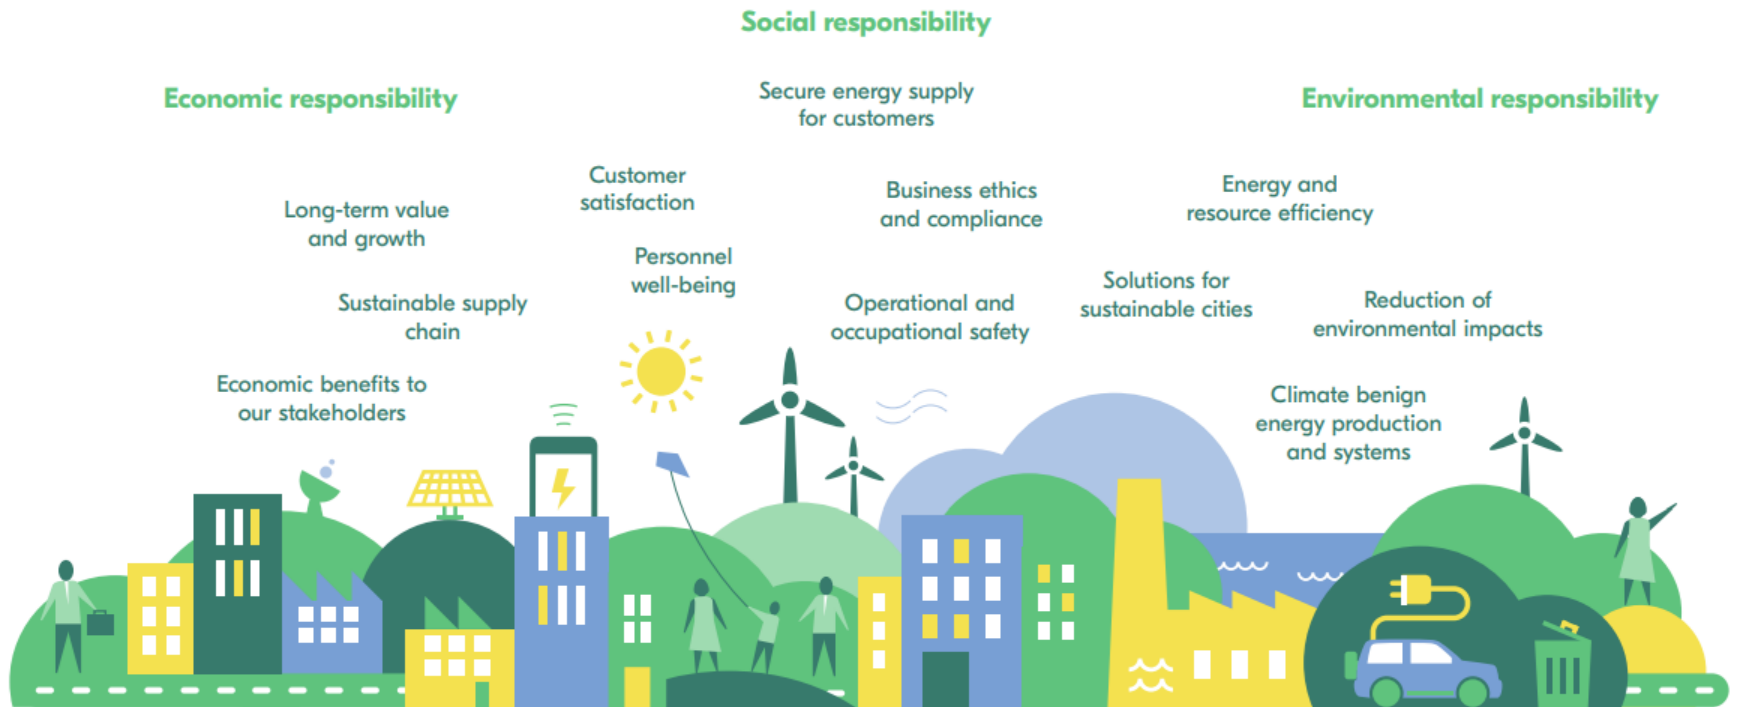 Social responsibility
Secure energy supply
for customers
Customer
satisfaction
Business ethics
and compliance
Personnel
well-being
Operational and
occupational safety
Economic responsibility
Long-term value
and growth
Sustainable supply
chain
Economic benefits to
our stakeholders
Environmental responsibility
Energy and
resource efficiency
Solutions for
sustainable cities
Reduction of
environmental impacts
Climate benign
energy production
and systems